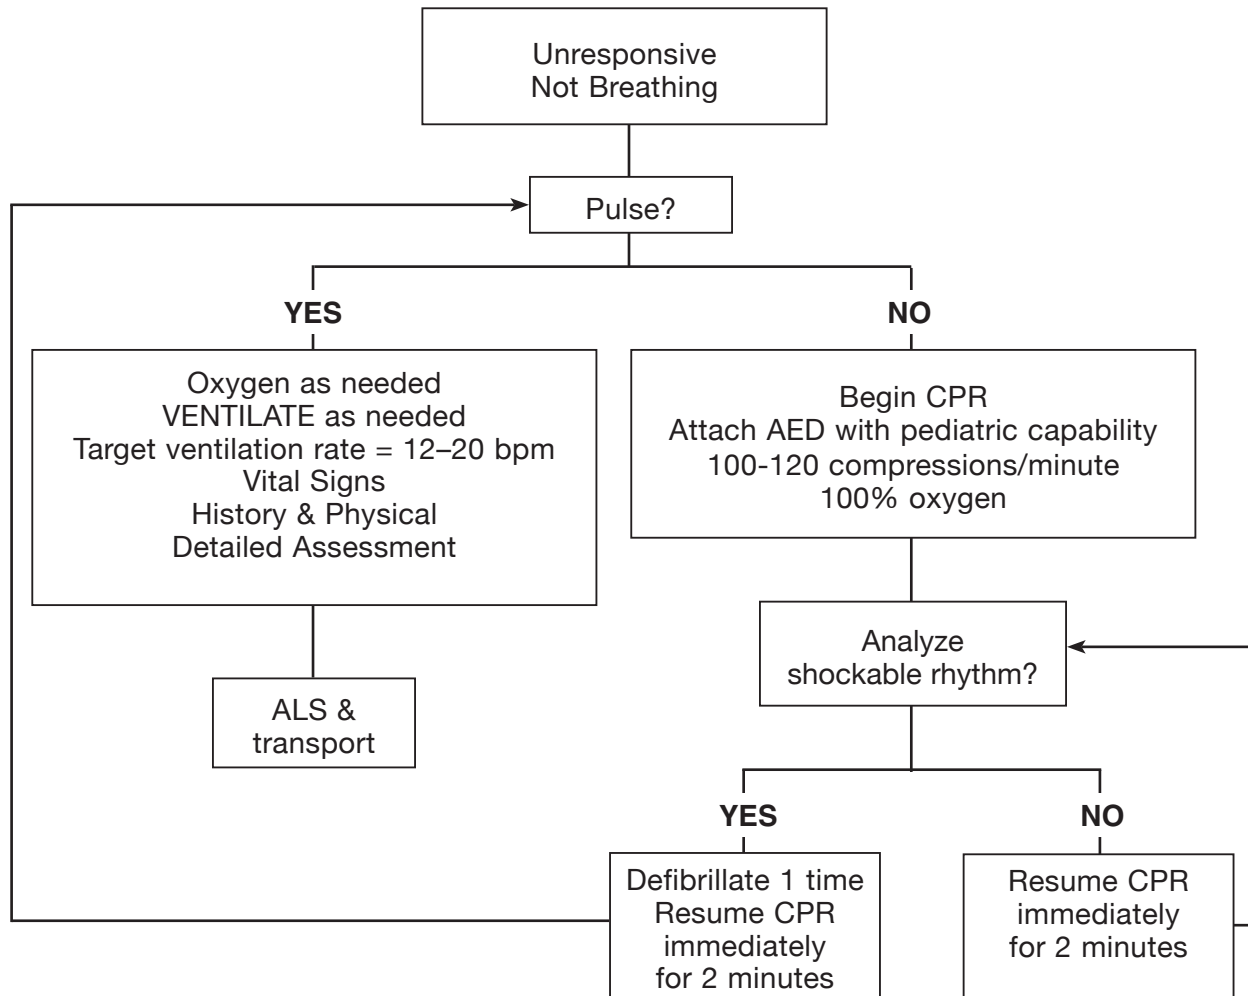 Unresponsive
Not Breathing
Pulse?
YES
NO
Oxygen as needed
VENTILATE as needed
Target ventilation rate = 12–20 bpm
Vital Signs
History & Physical
Detailed Assessment
Begin CPR
Attach AED with pediatric capability
100-120 compressions/minute
100% oxygen
ALS &
transport
Analyze
shockable rhythm?
YES
NO
Defibrillate 1 time
Resume CPR
immediately
for 2 minutes
Resume CPR
immediately
for 2 minutes